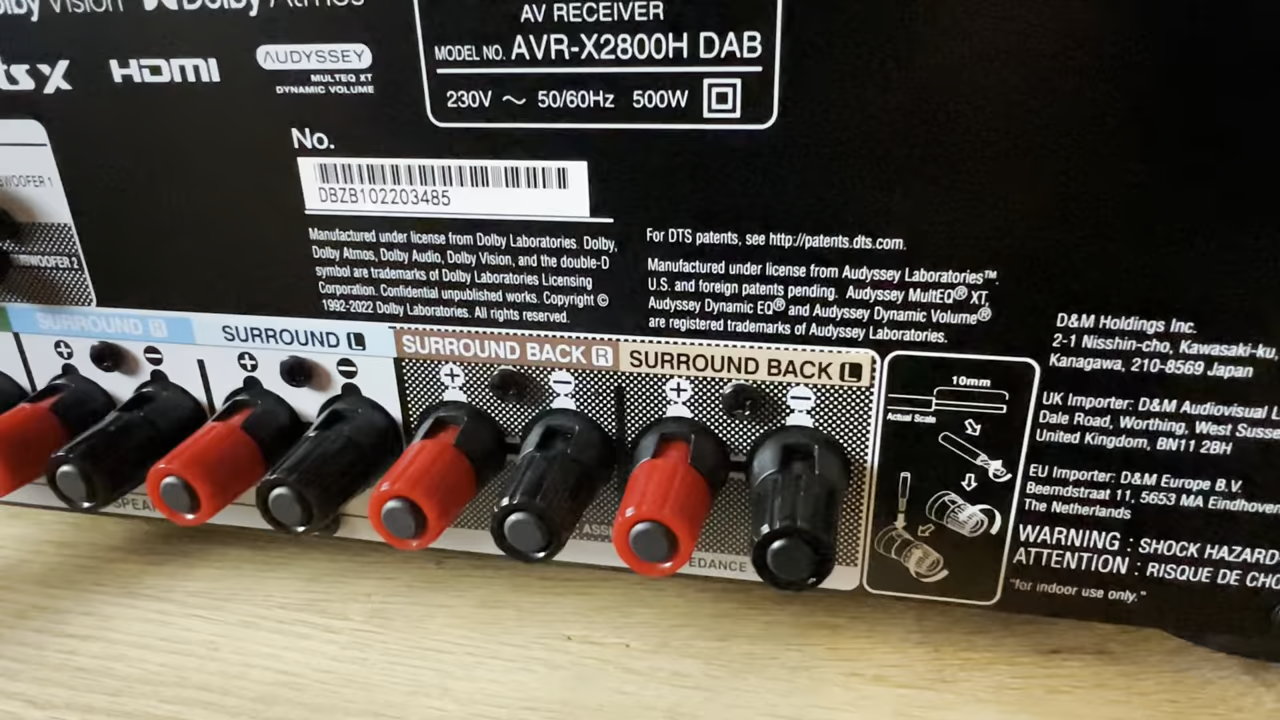 Vision Dolby Atmos
AV RECEIVER
MODEL NO. AVR-X2800H DAB
230V ～ 50/60Hz 500W
HDMI
AUDYSSEY
MULTEQ XT
DYNAMIC VOLUME
No.
DBZB102203485
Manufactured under license from Dolby Laboratories. Dolby,
Dolby Atmos, Dolby Audio, Dolby Vision, and the double-D
symbol are trademarks of Dolby Laboratories Licensing
Corporation. Confidential unpublished works. Copyright ©
1992-2022 Dolby Laboratories. All rights reserved.
For DTS patents, see http://patents.dts.com.
Manufactured under license from Audyssey Laboratories™.
U.S. and foreign patents pending. Audyssey MultEQ® XT,
Audyssey Dynamic EQ® and Audyssey Dynamic Volume®
are registered trademarks of Audyssey Laboratories.
SURROUND R
SURROUND L
SURROUND BACK R
SURROUND BACK L
+ − + − + − + −
10mm
Actual Scale
D&M Holdings Inc.
2-1 Nisshin-cho, Kawasaki-ku,
Kanagawa, 210-8569 Japan
UK Importer: D&M Audiovisual L
Dale Road, Worthing, West Susse
United Kingdom, BN11 2BH
EU Importer: D&M Europe B.V.
Beemdstraat 11, 5653 MA Eindhove
The Netherlands
WARNING : SHOCK HAZARD
ATTENTION : RISQUE DE CHO
"for indoor use only."